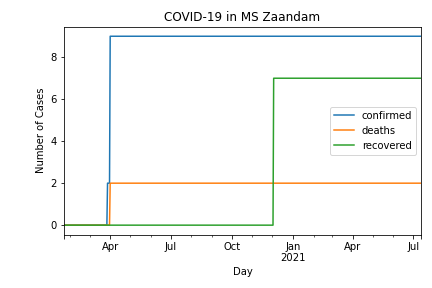 COVID-19 in MS Zaandam
Number of Cases
8
6
4
2
0
confirmed
deaths
recovered
Apr Jul Oct Jan Apr Jul
2021
Day